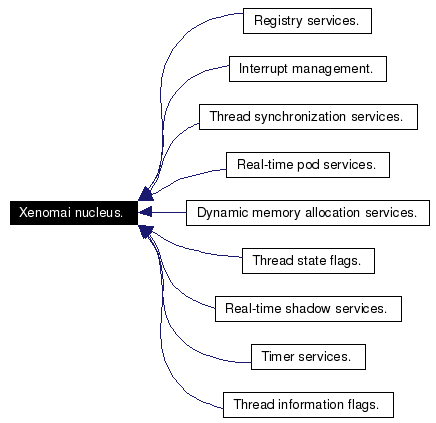 Registry services.
Interrupt management.
Thread synchronization services.
Real-time pod services.
Xenomai nucleus.
Dynamic memory allocation services.
Thread state flags.
Real-time shadow services.
Timer services.
Thread information flags.